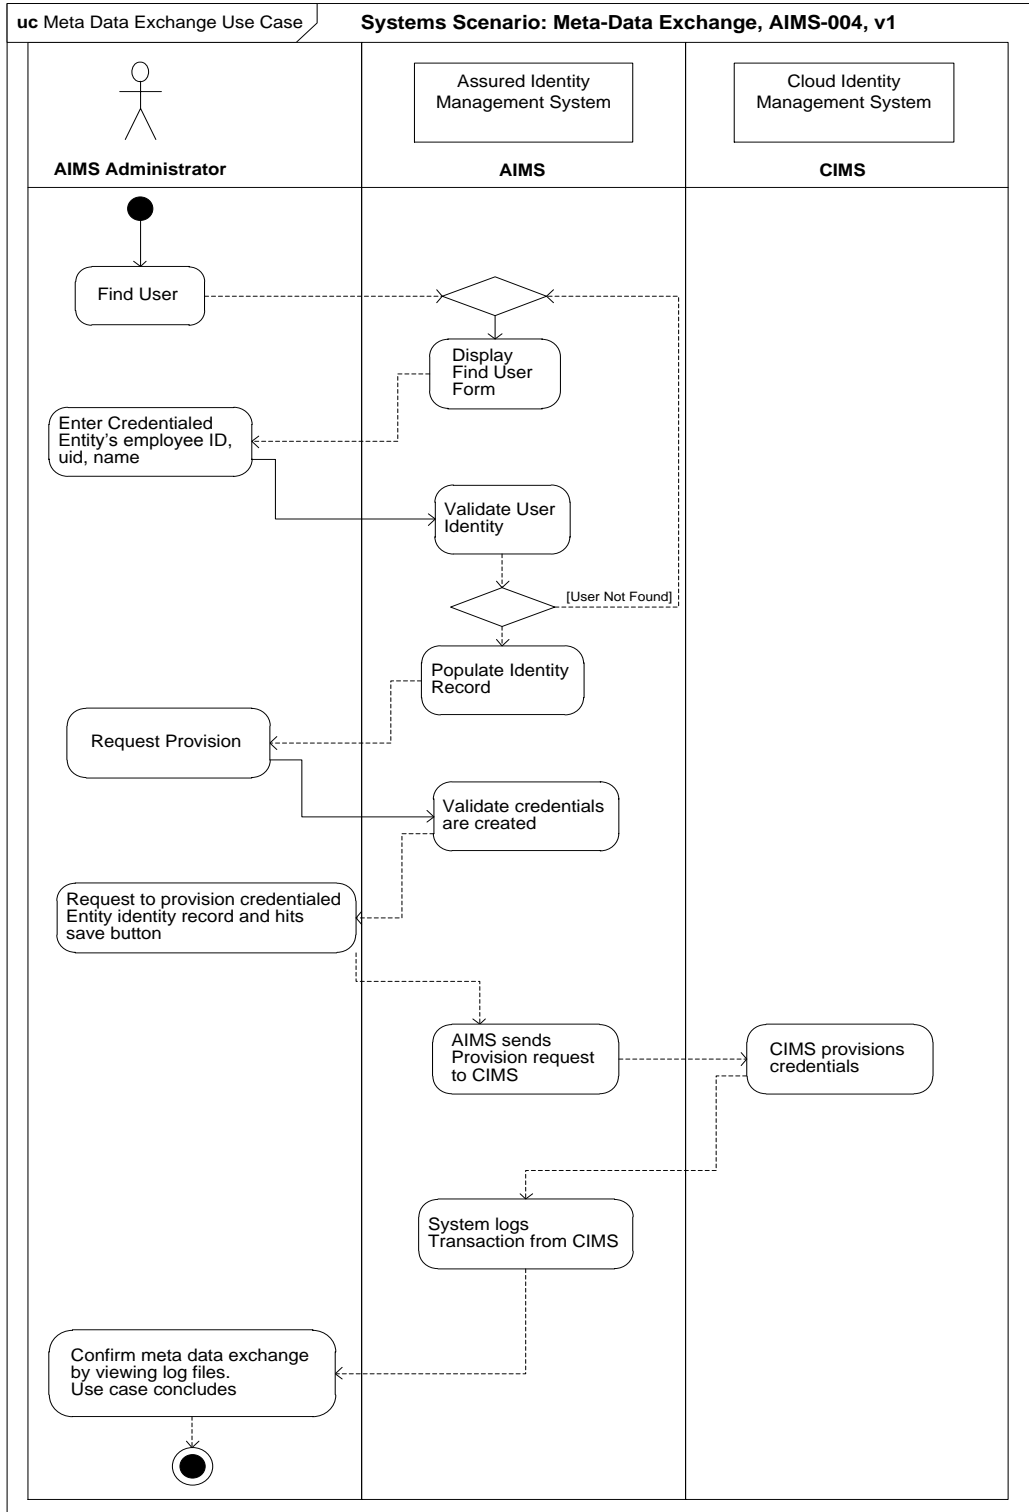 uc Meta Data Exchange Use Case
Systems Scenario: Meta-Data Exchange, AIMS-004, v1
Assured Identity
Management System
Cloud Identity
Management System
AIMS Administrator
AIMS
CIMS
Find User
Display
Find User
Form
Enter Credentialed
Entity's employee ID,
uid, name
Validate User
Identity
[User Not Found]
Populate Identity
Record
Request Provision
Validate credentials
are created
Request to provision credentialed
Entity identity record and hits
save button
AIMS sends
Provision request
to CIMS
CIMS provisions
credentials
System logs
Transaction from CIMS
Confirm meta data exchange
by viewing log files.
Use case concludes